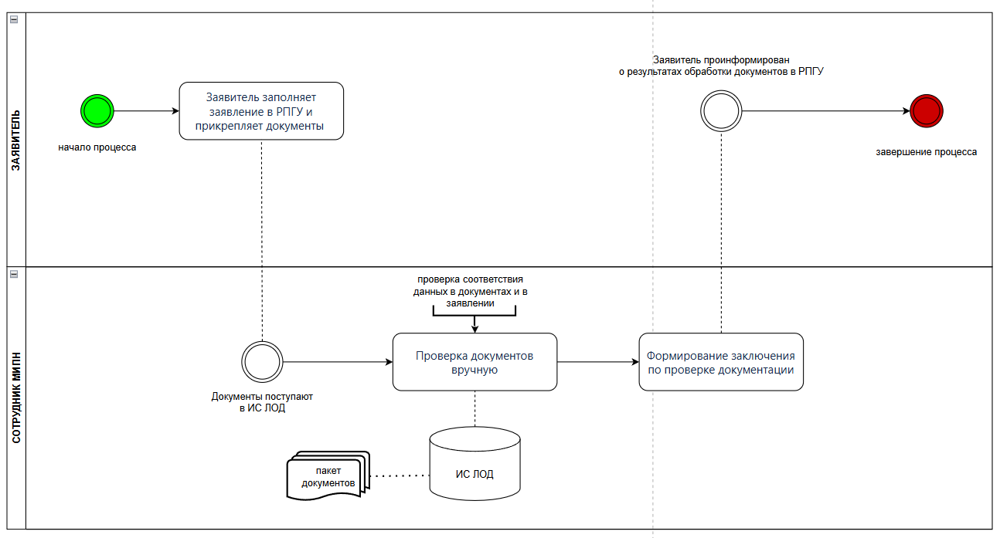 ЗАЯВИТЕЛЬ
начало процесса
Заявитель заполняет
заявление в РПГУ и
прикрепляет документы
Заявитель проинформирован
о результатах обработки документов в РПГУ
завершение процесса
СОТРУДНИК МИПН
Документы поступают
в ИС ЛОД
проверка соответствия
данных в документах и в
заявлении
Проверка документов
вручную
Формирование заключения
по проверке документации
пакет
документов
ИС ЛОД